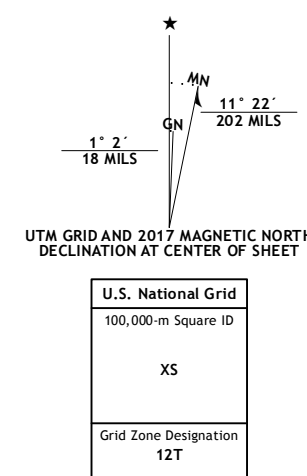 ★
MN
GN
11° 22´
202 MILS
1° 2´
18 MILS
UTM GRID AND 2017 MAGNETIC NORTH
DECLINATION AT CENTER OF SHEET
U.S. National Grid
100,000-m Square ID
XS
Grid Zone Designation
12T